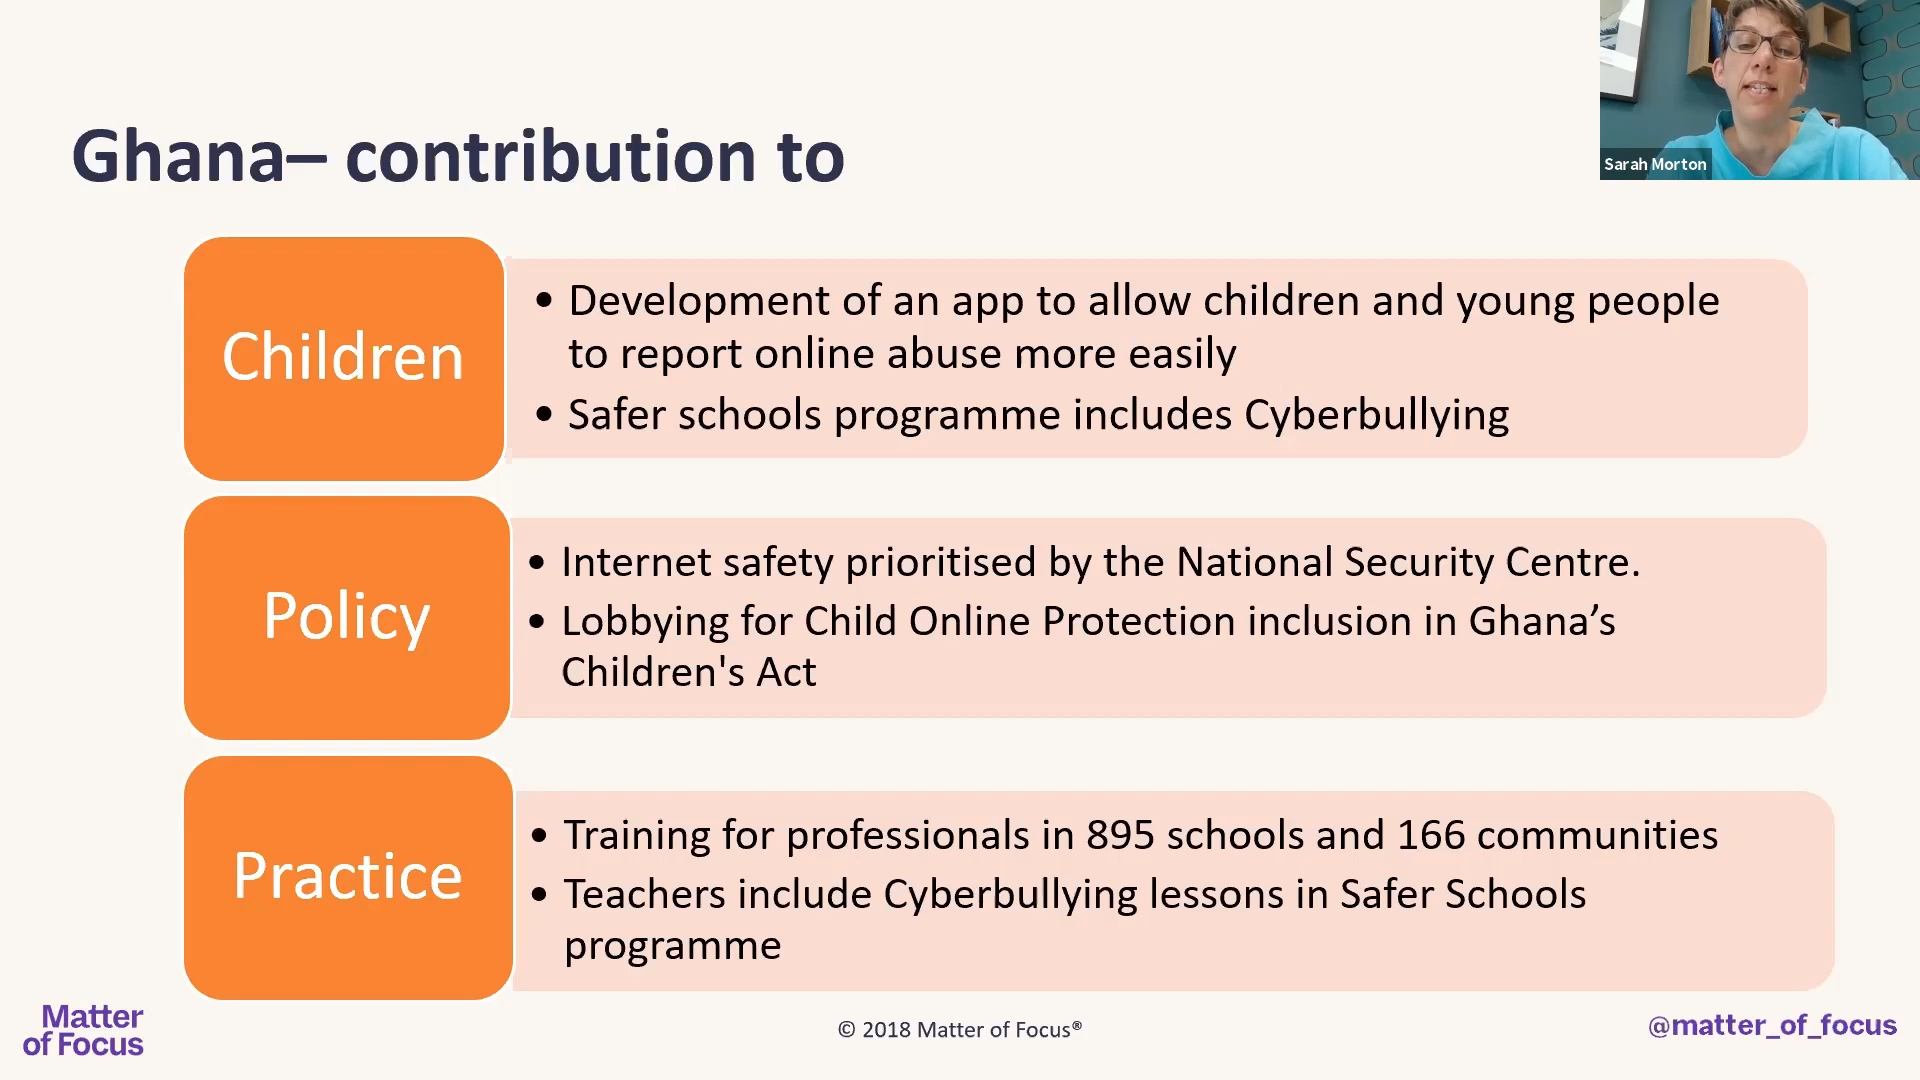 Sarah Morton
Ghana– contribution to
Children
• Development of an app to allow children and young people
to report online abuse more easily
• Safer schools programme includes Cyberbullying
Policy
• Internet safety prioritised by the National Security Centre.
• Lobbying for Child Online Protection inclusion in Ghana’s
Children's Act
Practice
• Training for professionals in 895 schools and 166 communities
• Teachers include Cyberbullying lessons in Safer Schools
programme
Matter
of Focus
© 2018 Matter of Focus®
@matter_of_focus